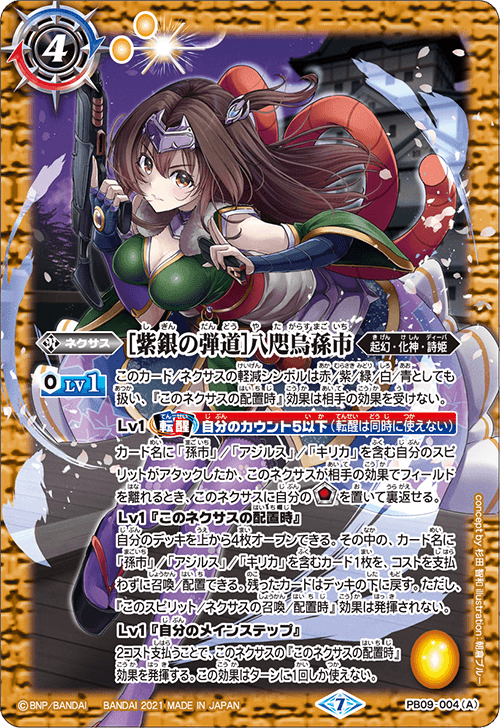 4
ネクサス
[紫銀の弾道]八咫烏孫市
起幻・化神・詩姫
0 LV1
このカード/ネクサスの軽減シンボルは赤/紫/緑/白/青としても
扱い、『このネクサスの配置時』効果は相手の効果を受けない。
Lv1 転醒 自分のカウント5以下(転醒は同時に使えない)
カード名に「孫市」/「アジルス」/「キリカ」を含む自分のスピ
リットがアタックしたか、このネクサスが相手の効果でフィールド
を離れるとき、このネクサスに自分の を置いて裏返せる。
Lv1『このネクサスの配置時』
自分のデッキを上から4枚オープンできる。その中の、カード名に
「孫市」/「アジルス」/「キリカ」を含むカード1枚を、コストを支払
わずに召喚/配置できる。残ったカードはデッキの下に戻す。ただし、
『このスピリット/ネクサスの召喚/配置時』効果は発揮されない。
Lv1『自分のメインステップ』
2コスト支払うことで、このネクサスの『このネクサスの配置時』
効果を発揮する。この効果はターンに1回しか使えない。
©BNP/BANDAI BANDAI 2021 MADE IN JAPAN
7
PB09-004(A)